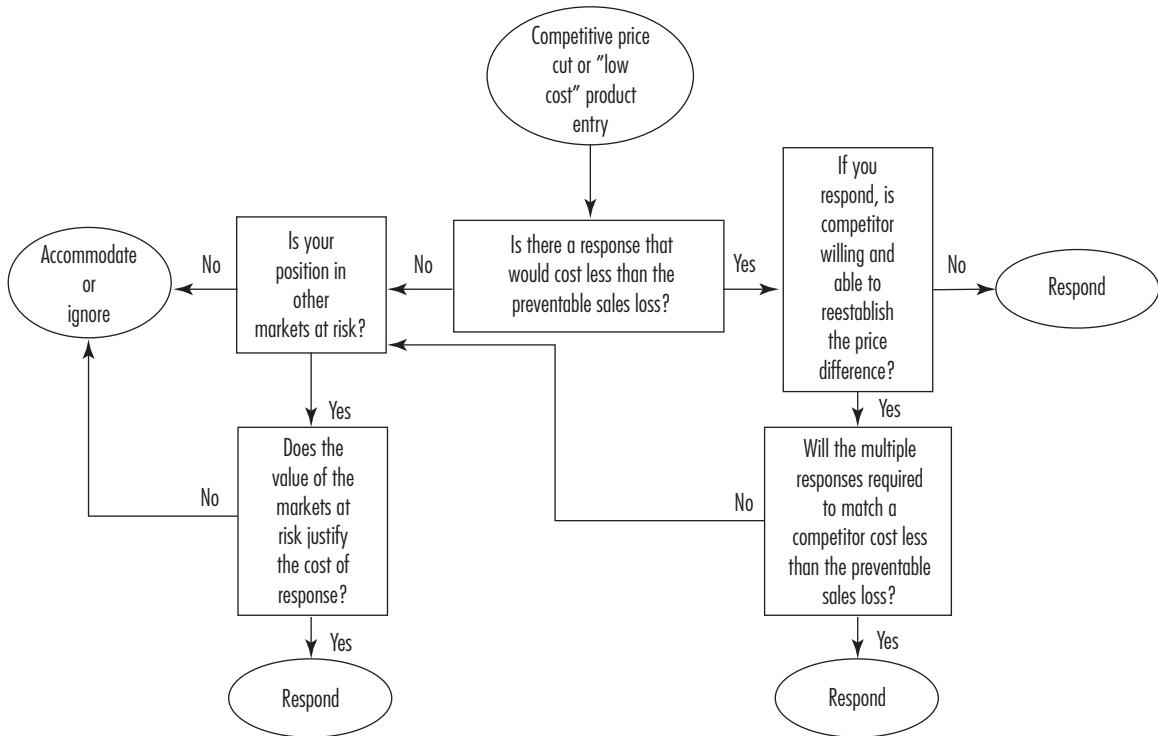 Competitive price
cut or "low
cost" product
entry
If you
respond, is
competitor
willing and
able to
reestablish
the price
difference?
Is your
position in
other
markets at
risk?
Is there a response that
would cost less than the
preventable sales loss?
Accommodate
or
ignore
No
No
Yes
No
Respond
Yes
Yes
Does the
value of the
markets at
risk justify
the cost of
response?
Will the multiple
responses required
to match a
competitor cost less
than the preventable
sales loss?
No
No
Yes
Yes
Respond
Respond